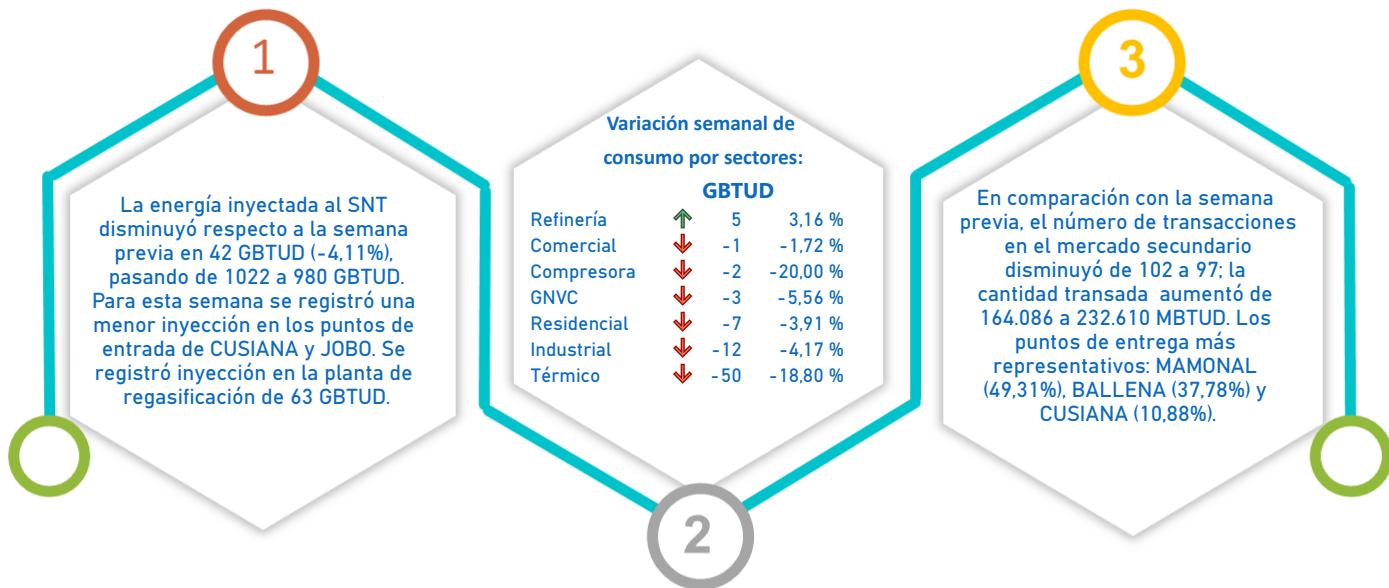 1
La energía inyectada al SNT
disminuyó respecto a la semana
previa en 42 GBTUD (-4,11%),
pasando de 1022 a 980 GBTUD.
Para esta semana se registró una
menor inyección en los puntos de
entrada de CUSIANA y JOBO. Se
registró inyección en la planta de
regasificación de 63 GBTUD.
Variación semanal de
consumo por sectores:
GBTUD
Refinería 5 3,16 %
Comercial -1 -1,72 %
Compresora -2 -20,00 %
GNVC -3 -5,56 %
Residencial -7 -3,91 %
Industrial -12 -4,17 %
Térmico -50 -18,80 %
2
3
En comparación con la semana
previa, el número de transacciones
en el mercado secundario
disminuyó de 102 a 97; la
cantidad transada aumentó de
164.086 a 232.610 MBTUD. Los
puntos de entrega más
representativos: MAMONAL
(49,31%), BALLENA (37,78%) y
CUSIANA (10,88%).